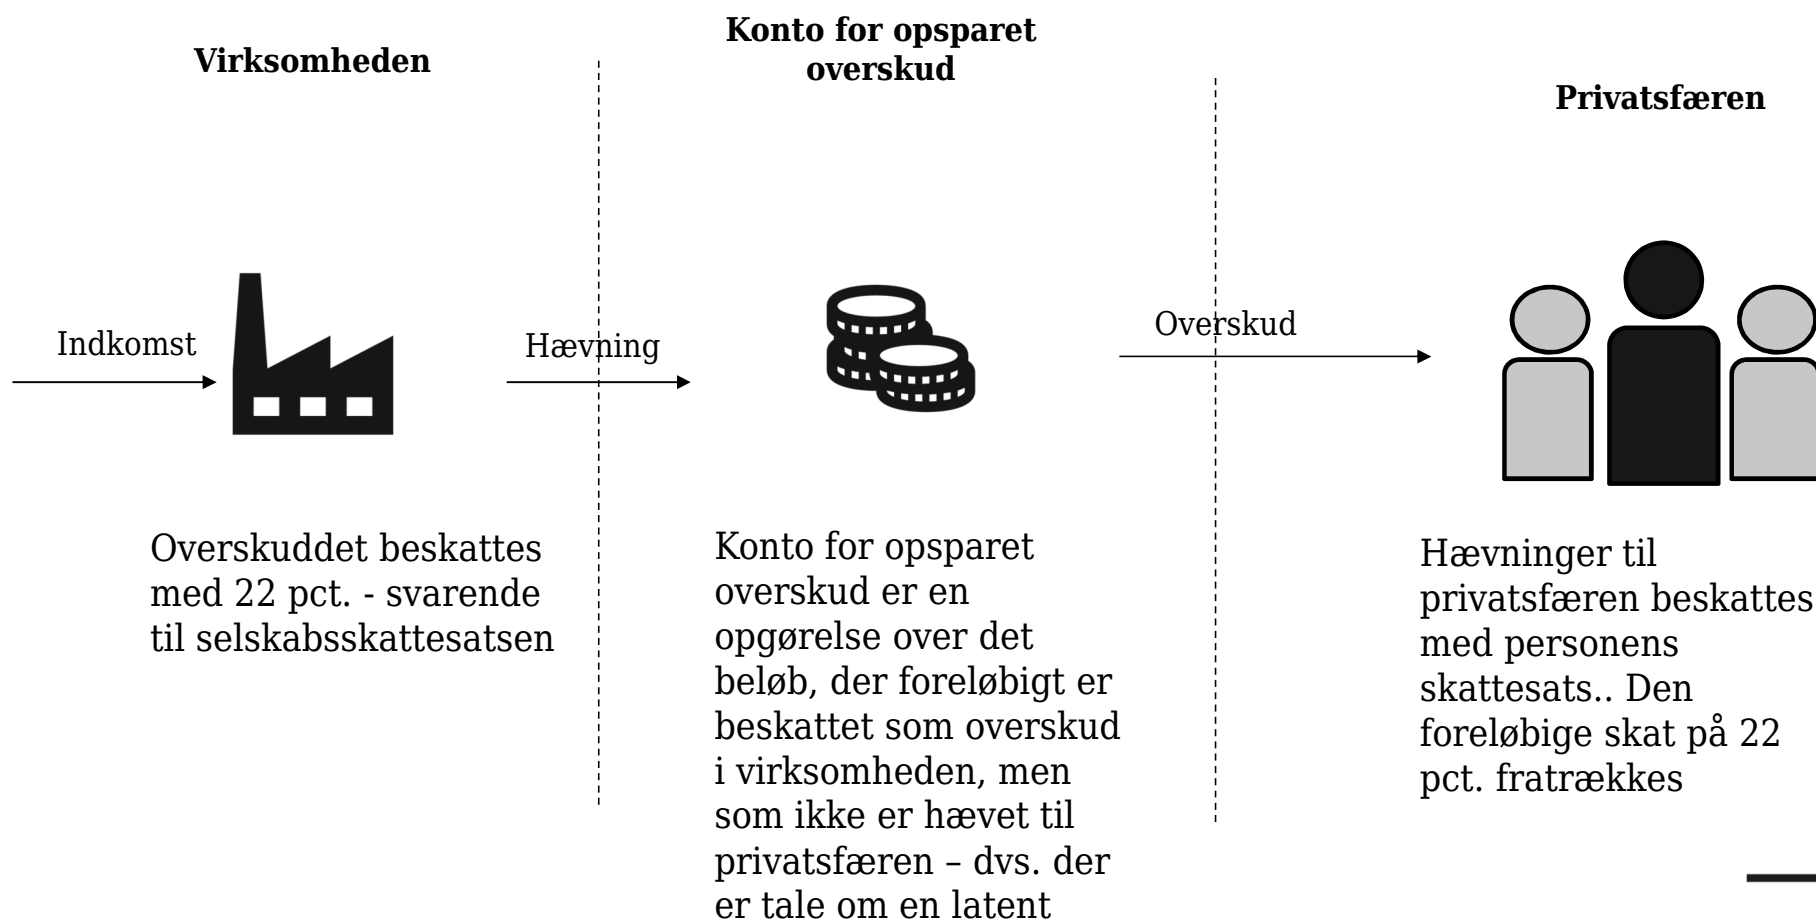 Virksomheden
Konto for opsparet
overskud
Privatsfæren
Indkomst
Hævning
Overskud
Overskuddet beskattes
med 22 pct. - svarende
til selskabsskattesatsen
Konto for opsparet
overskud er en
opgørelse over det
beløb, der foreløbigt er
beskattet som overskud
i virksomheden, men
som ikke er hævet til
privatsfæren – dvs. der
er tale om en latent
Hævninger til
privatsfæren beskattes
med personens
skattesats.. Den
foreløbige skat på 22
pct. fratrækkes